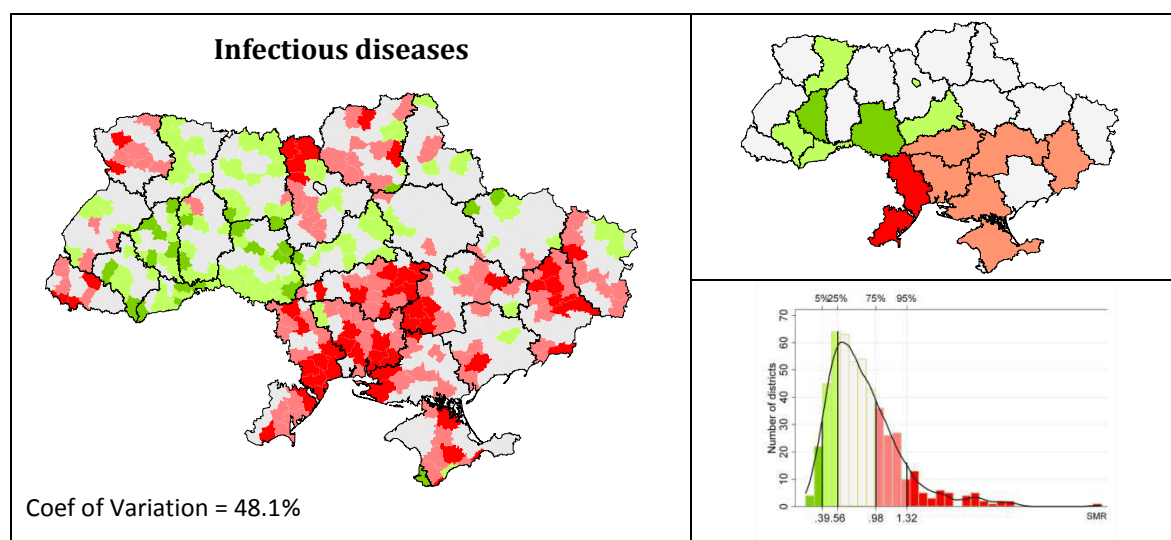 Infectious diseases
Coef of Variation = 48.1%
5% 25% 75% 95%
Number of districts
70
60
50
40
30
20
10
0
.39 .56 .98 1.32 SMR